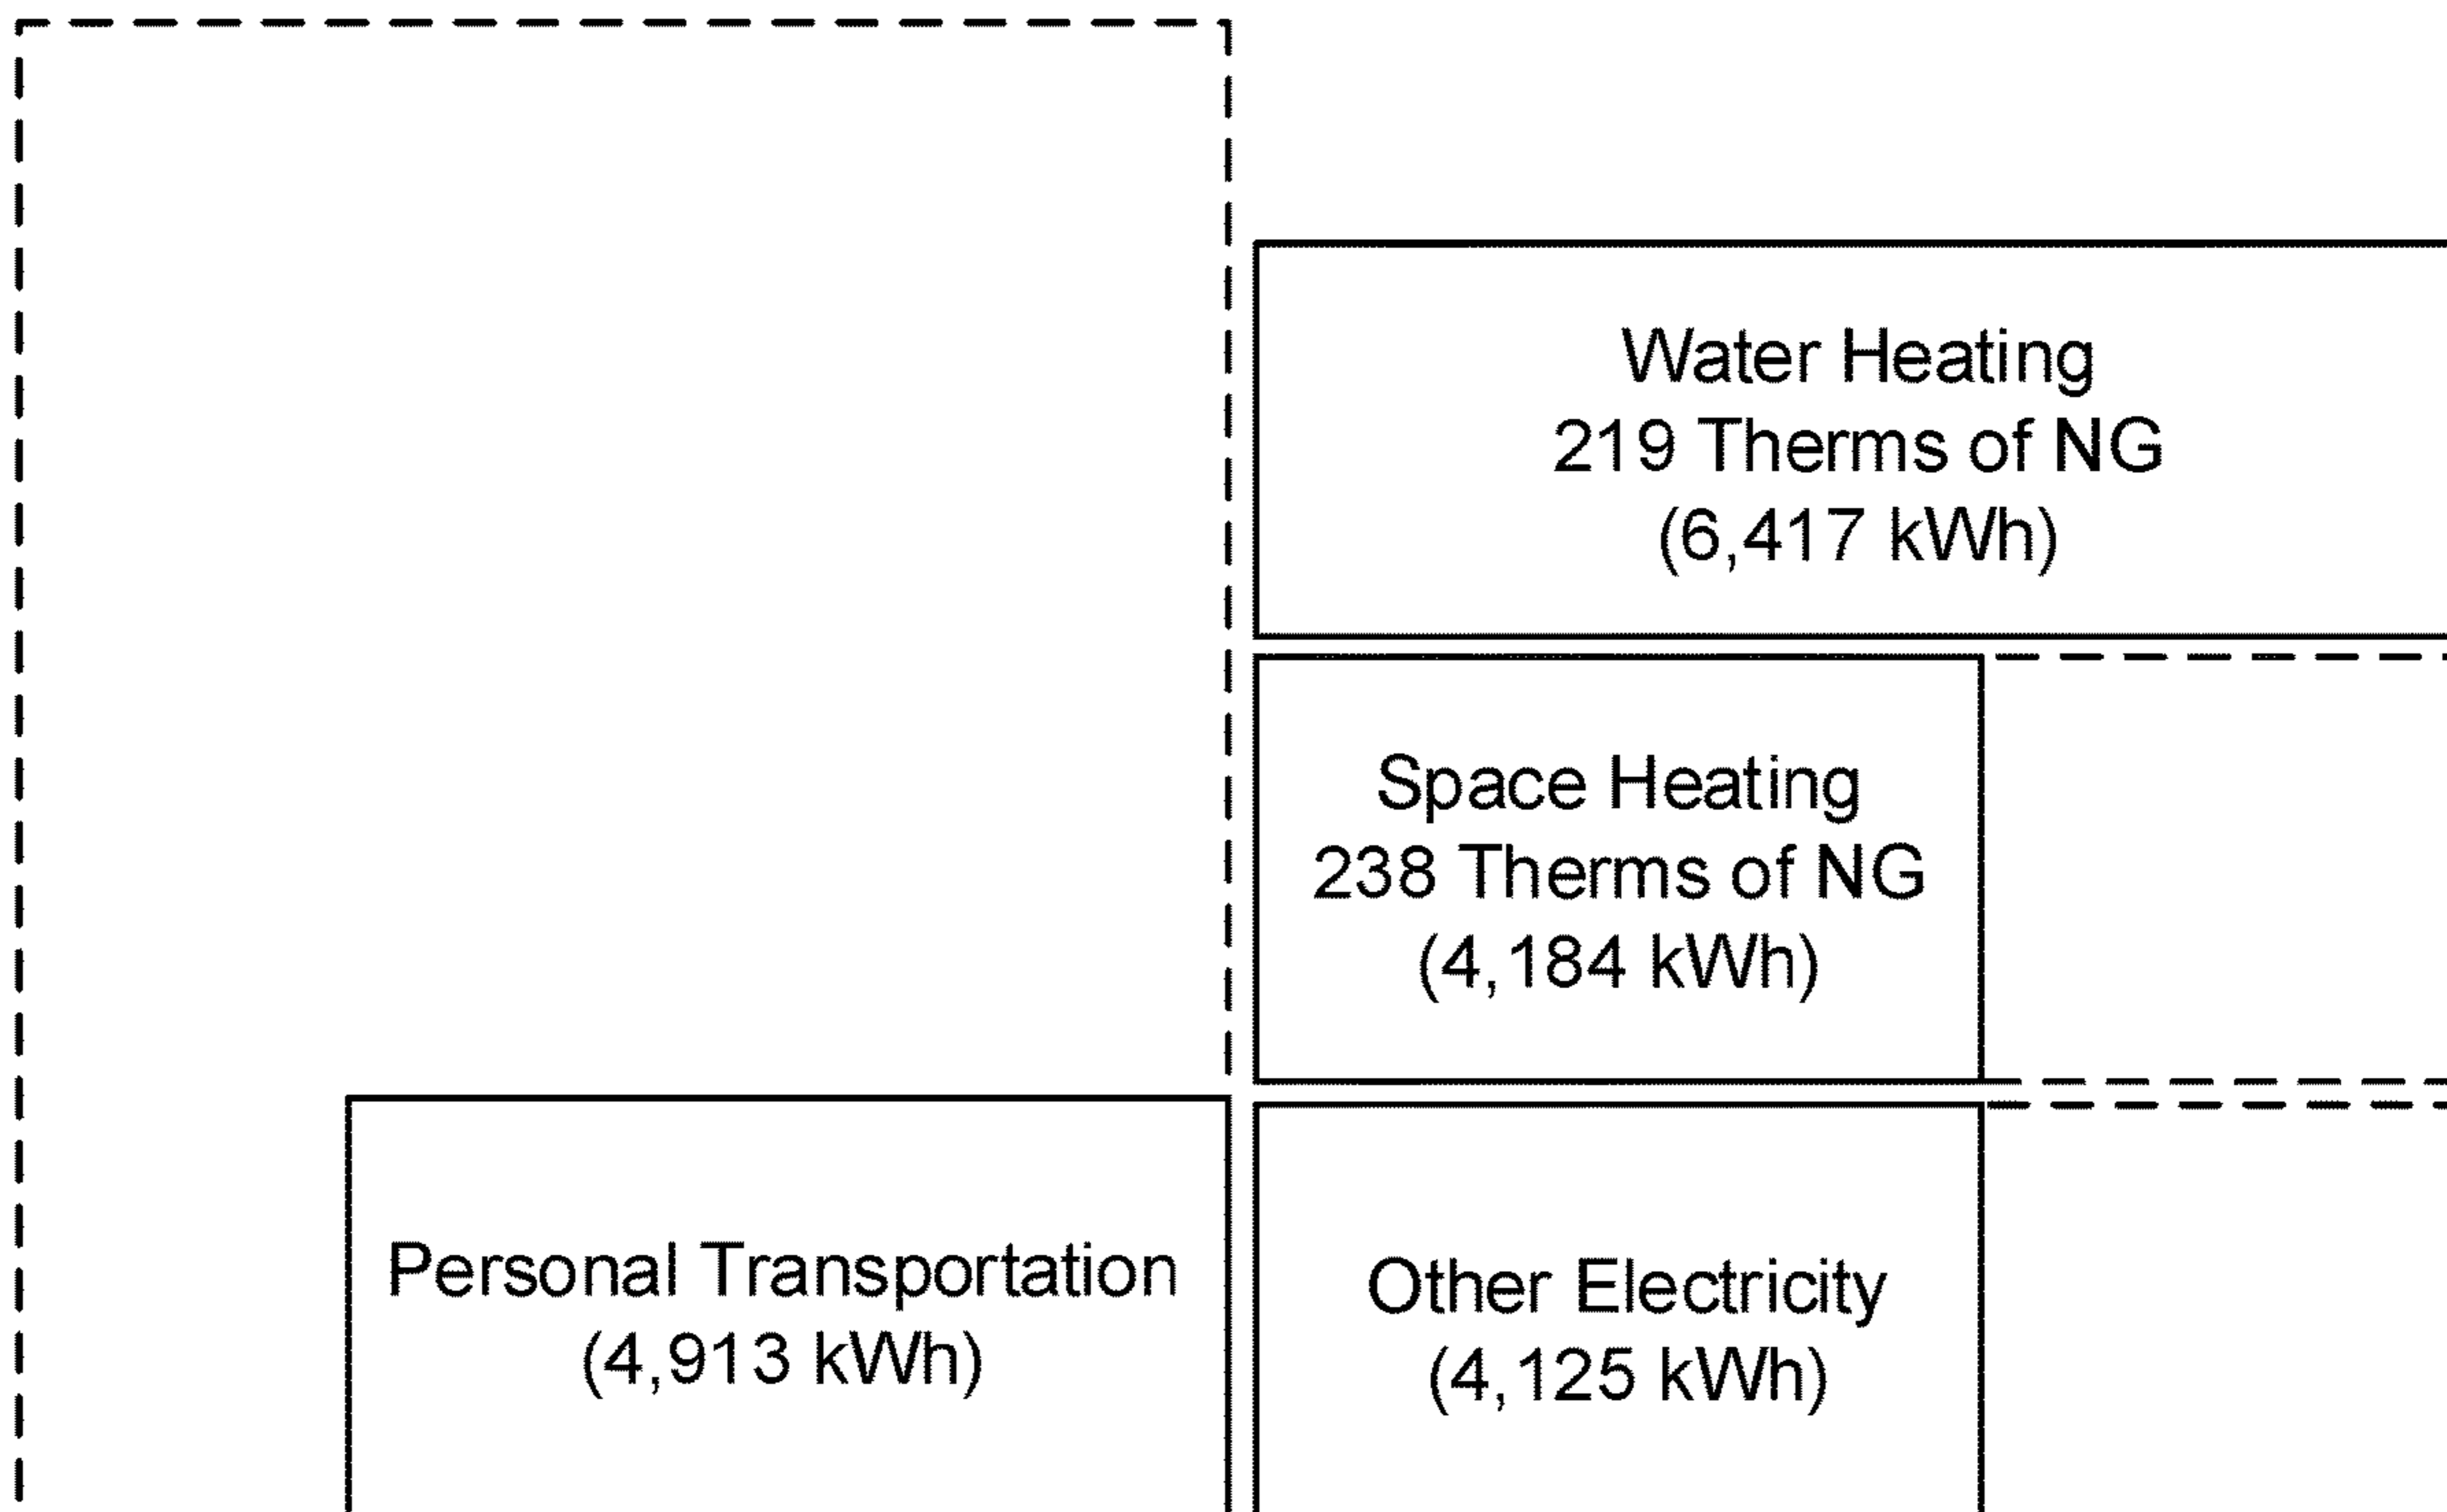 Water Heating
219 Therms of NG
(6,417 kWh)
Space Heating
238 Therms of NG
(4,184 kWh)
Personal Transportation
(4,913 kWh)
Other Electricity
(4,125 kWh)